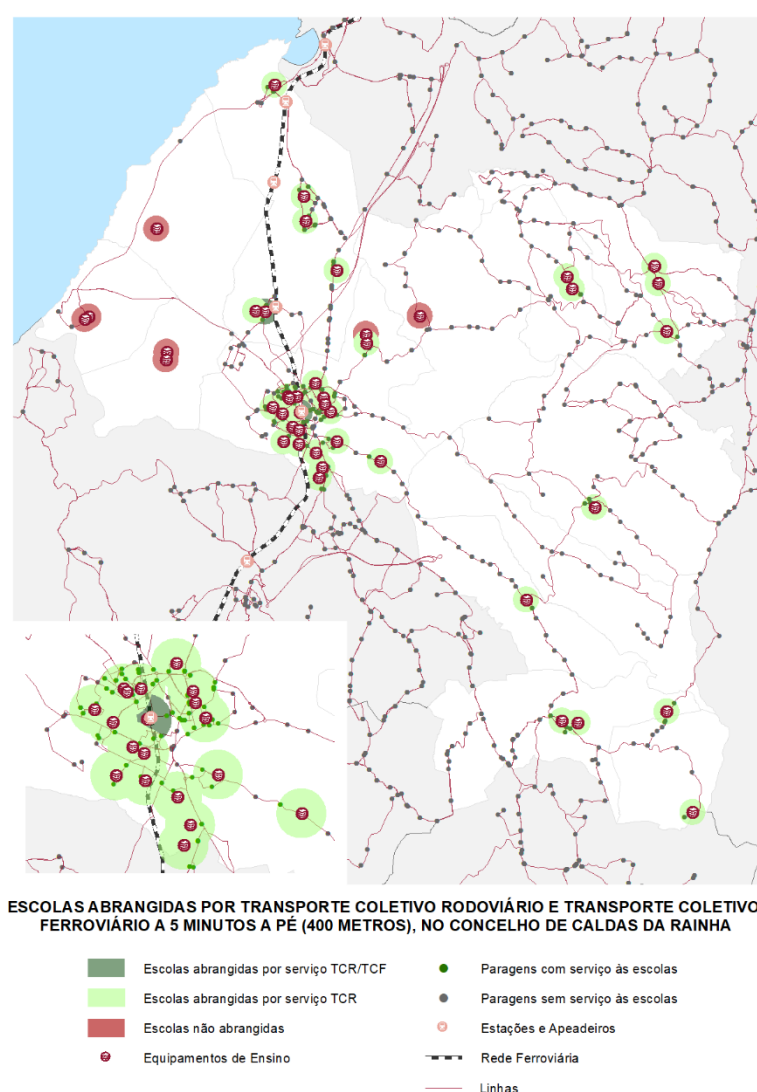 ESCOLAS ABRANGIDAS POR TRANSPORTE COLETIVO RODOVIÁRIO E TRANSPORTE COLETIVO
FERROVIÁRIO A 5 MINUTOS A PÉ (400 METROS), NO CONCELHO DE CALDAS DA RAINHA
Escolas abrangidas por serviço TCR/TCF
Escolas abrangidas por serviço TCR
Escolas não abrangidas
Equipamentos de Ensino
Paragens com serviço às escolas
Paragens sem serviço às escolas
Estações e Apeadeiros
Rede Ferroviária
Linhas